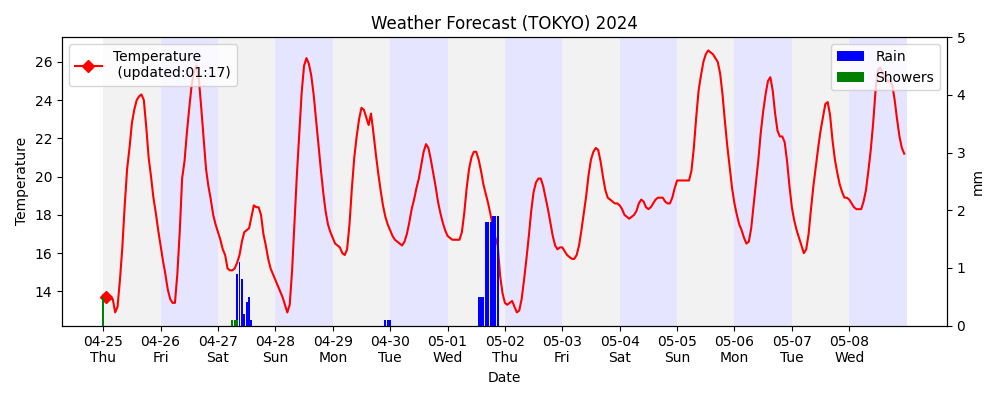 Weather Forecast (TOKYO) 2024
Temperature
(updated:01:17)
Rain
Showers
Temperature
26
24
22
20
18
16
14
5
4
3
2
1
0
mm
04-25 04-26 04-27 04-28 04-29 04-30 05-01 05-02 05-03 05-04 05-05 05-06 05-07 05-08
Thu Fri Sat Sun Mon Tue Wed Thu Fri Sat Sun Mon Tue Wed
Date